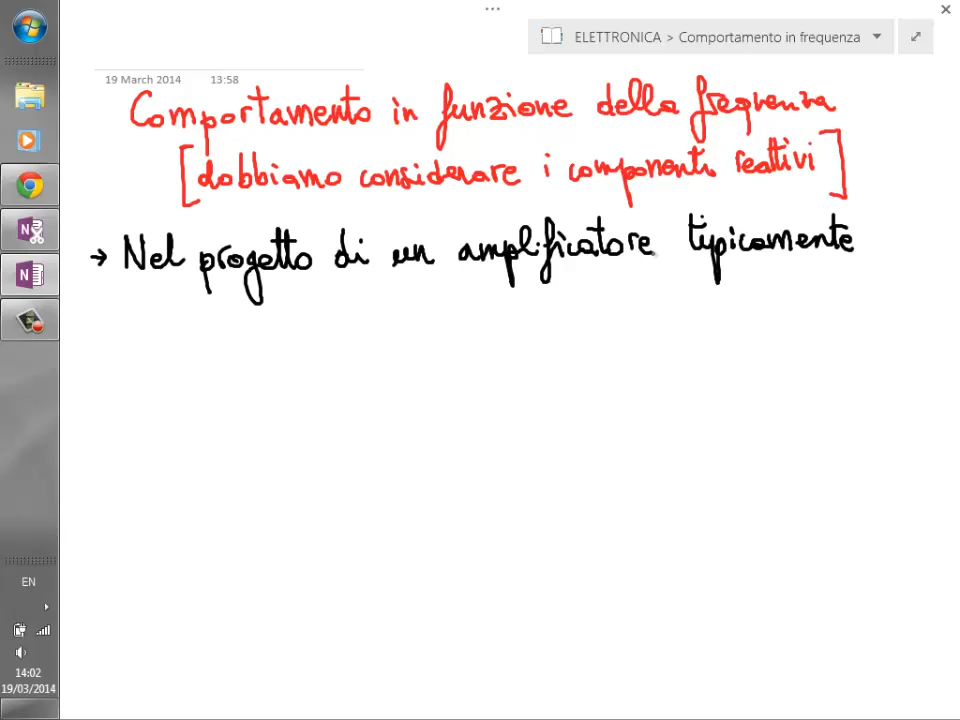 ELETTRONICA > Comportamento in frequenza
19 March 2014 13:58
Comportamento in funzione della frequenza
[dobbiamo considerare i componenti reattivi]
→ Nel progetto di un amplificatore tipicamente
EN
14:02
19/03/2014